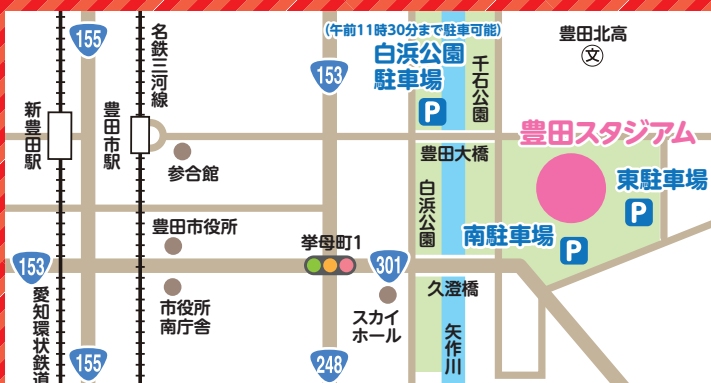 155
名鉄三河線
153
(午前11時30分まで駐車可能)
白浜公園
駐車場
P
千石公園
豊田北高
文
新豊田駅
豊田市駅
参合館
豊田大橋
豊田スタジアム
東駐車場
P
白浜公園
南駐車場
P
豊田市役所
挙母町1
153
301
愛知環状鉄道
市役所
南庁舎
スカイ
ホール
久澄橋
矢作川
155
248